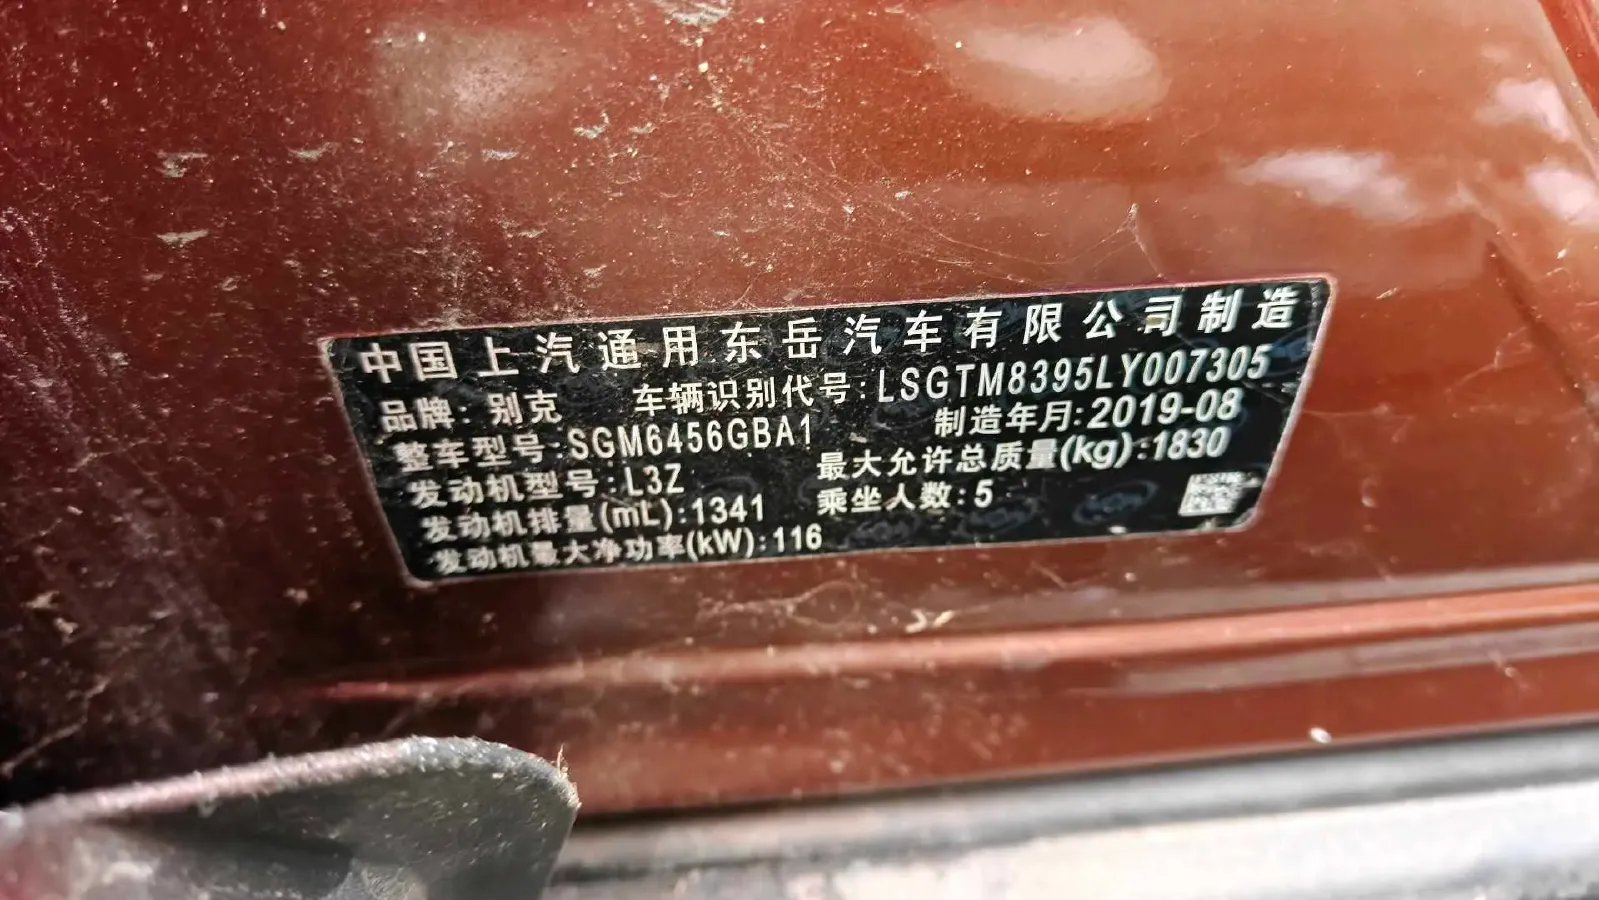 中国上汽通用东岳汽车有限公司制造
品牌: 别克 车辆识别代号:LSGTM8395LY007305
整车型号:SGM6456GBA1 制造年月:2019-08
发动机型号:L3Z 最大允许总质量(kg):1830
发动机排量(mL):1341 乘坐人数:5
发动机最大净功率(kW):116